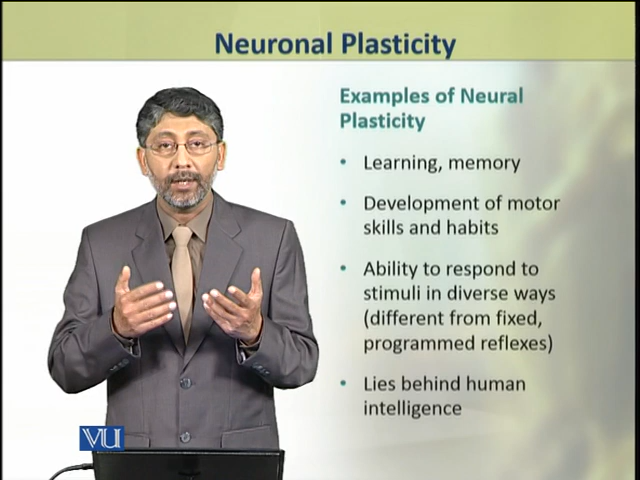 Neuronal Plasticity
Examples of Neural
Plasticity
• Learning, memory
• Development of motor
skills and habits
• Ability to respond to
stimuli in diverse ways
(different from fixed,
programmed reflexes)
• Lies behind human
intelligence
VU